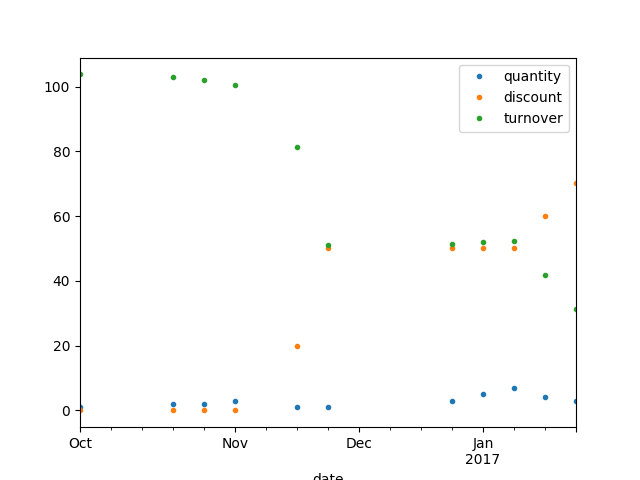 100
80
60
40
20
0
quantity
discount
turnover
Oct
Nov
Dec
Jan
2017
date